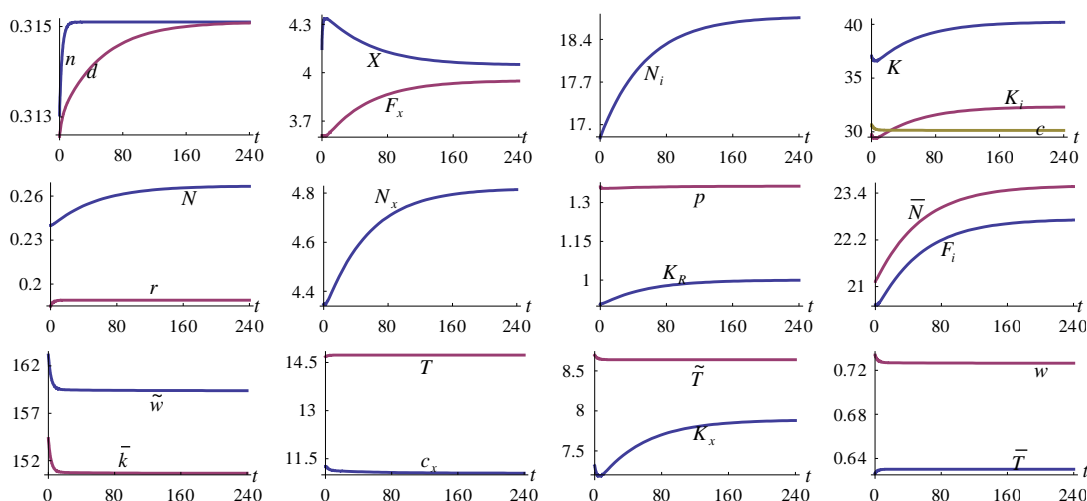 0.315
n d
0.313
t
0 80 160 240
4.3
X
4
F_x
3.6
t
0 80 160 240
18.4
N_i
17.7
17.
t
0 80 160 240
40
K
35
K_i
30
c
t
0 80 160 240
0.26
N
0.23
0.2
r
t
0 80 160 240
4.8
N_x
4.6
4.4
t
0 80 160 240
1.3
p
1.15
K_R
1
t
0 80 160 240
23.4
N̄
22.2
F_i
21
t
0 80 160 240
162
w̃
157
k̄
152
t
0 80 160 240
14.5
T
13
c_x
11.5
t
0 80 160 240
8.5
T̃
8
K_x
7.5
t
0 80 160 240
0.72
w
0.68
T̄
0.64
t
0 80 160 240